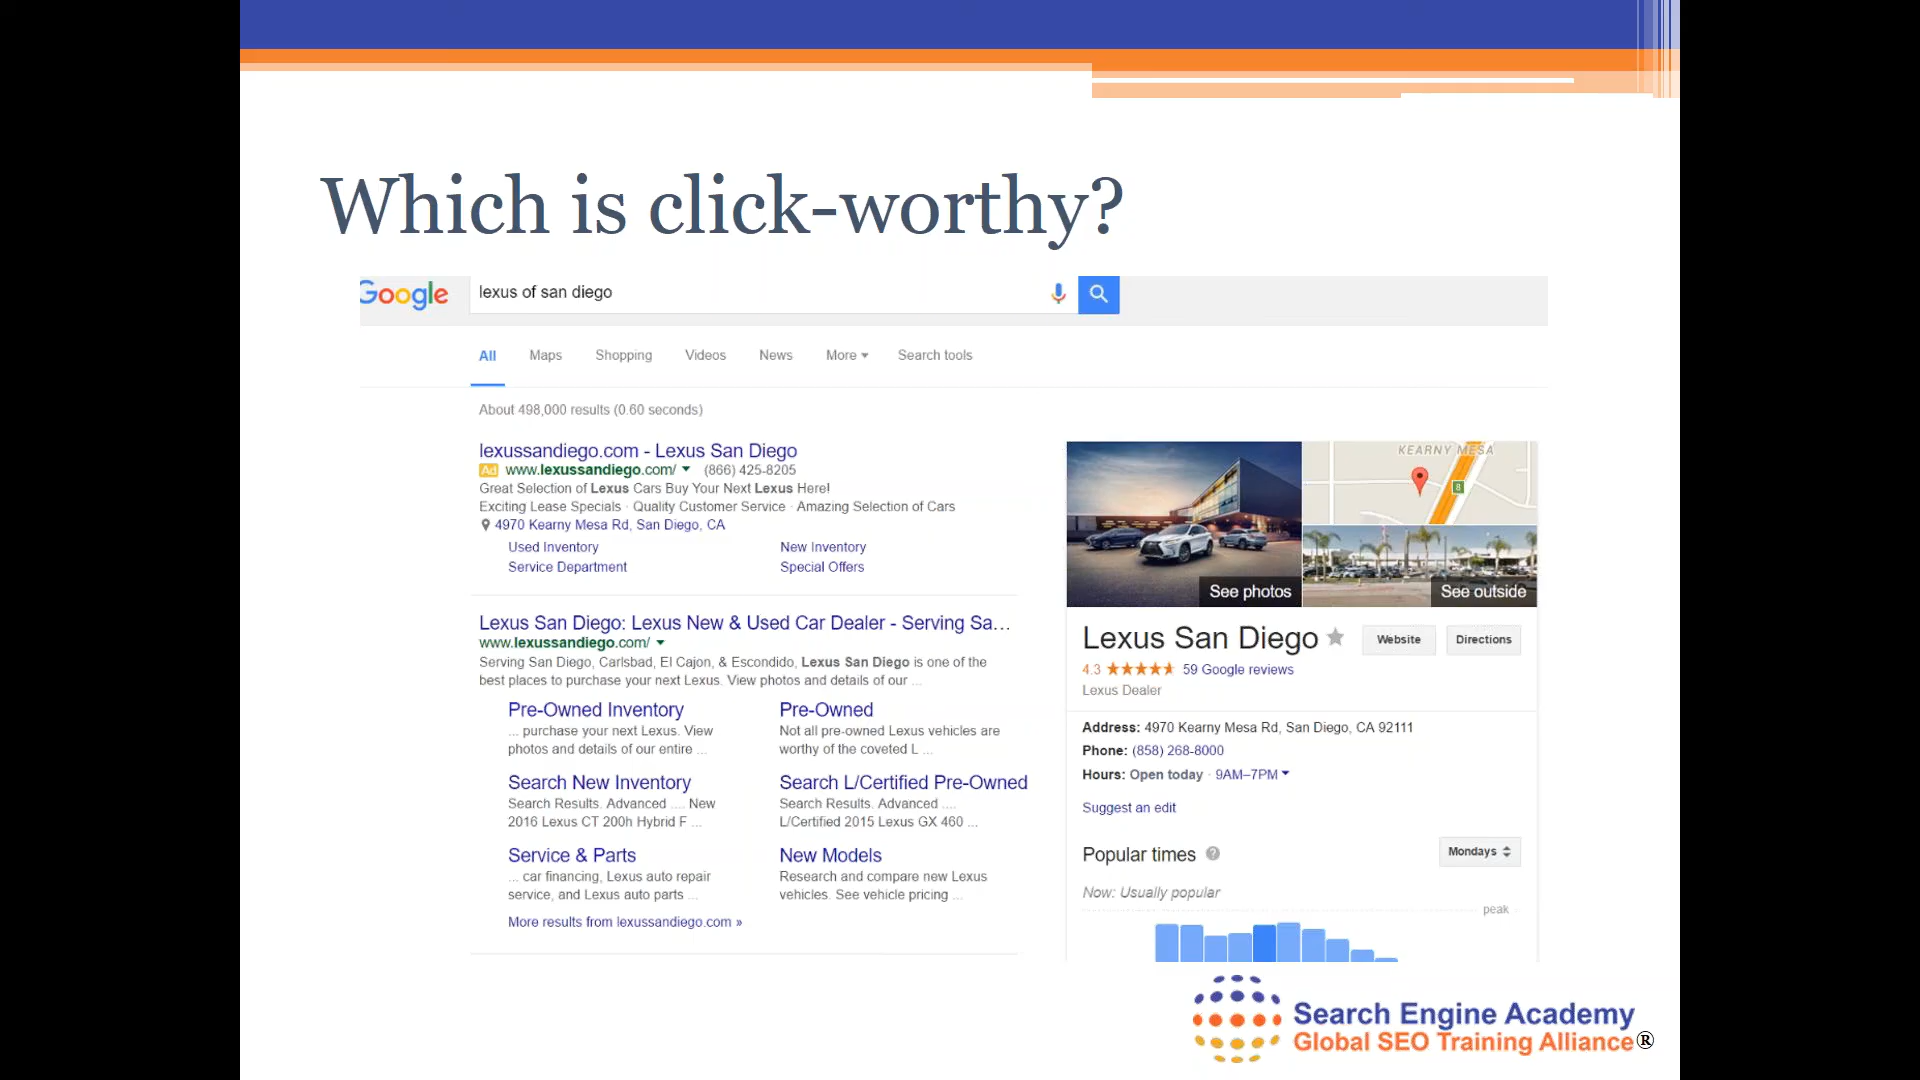 Which is click-worthy?
Google
lexus of san diego
All Maps Shopping Videos News More Search tools
About 498,000 results (0.60 seconds)
lexussandiego.com - Lexus San Diego
Ad www.lexussandiego.com/ (866) 425-8205
Great Selection of Lexus Cars Buy Your Next Lexus Here!
Exciting Lease Specials · Quality Customer Service · Amazing Selection of Cars
4970 Kearny Mesa Rd, San Diego, CA
Used Inventory New Inventory
Service Department Special Offers
Lexus San Diego: Lexus New & Used Car Dealer - Serving Sa...
www.lexussandiego.com/
Serving San Diego, Carlsbad, El Cajon, & Escondido, Lexus San Diego is one of the
best places to purchase your next Lexus. View photos and details of our ...
Pre-Owned Inventory
... purchase your next Lexus. View
photos and details of our entire ...
Pre-Owned
Not all pre-owned Lexus vehicles are
worthy of the coveted L ...
Search New Inventory
Search Results. Advanced .... New
2016 Lexus CT 200h Hybrid F ...
Search L/Certified Pre-Owned
Search Results. Advanced ....
L/Certified 2015 Lexus GX 460 ...
Service & Parts
... car financing, Lexus auto repair
service, and Lexus auto parts ...
New Models
Research and compare new Lexus
vehicles. See vehicle pricing ...
More results from lexussandiego.com »
KEARNY MESA
8
See photos
See outside
Lexus San Diego
Website
Directions
4.3 59 Google reviews
Lexus Dealer
Address: 4970 Kearny Mesa Rd, San Diego, CA 92111
Phone: (858) 268-8000
Hours: Open today · 9AM–7PM
Suggest an edit
Popular times ?
Mondays
Now: Usually popular
peak
Search Engine Academy
Global SEO Training Alliance®